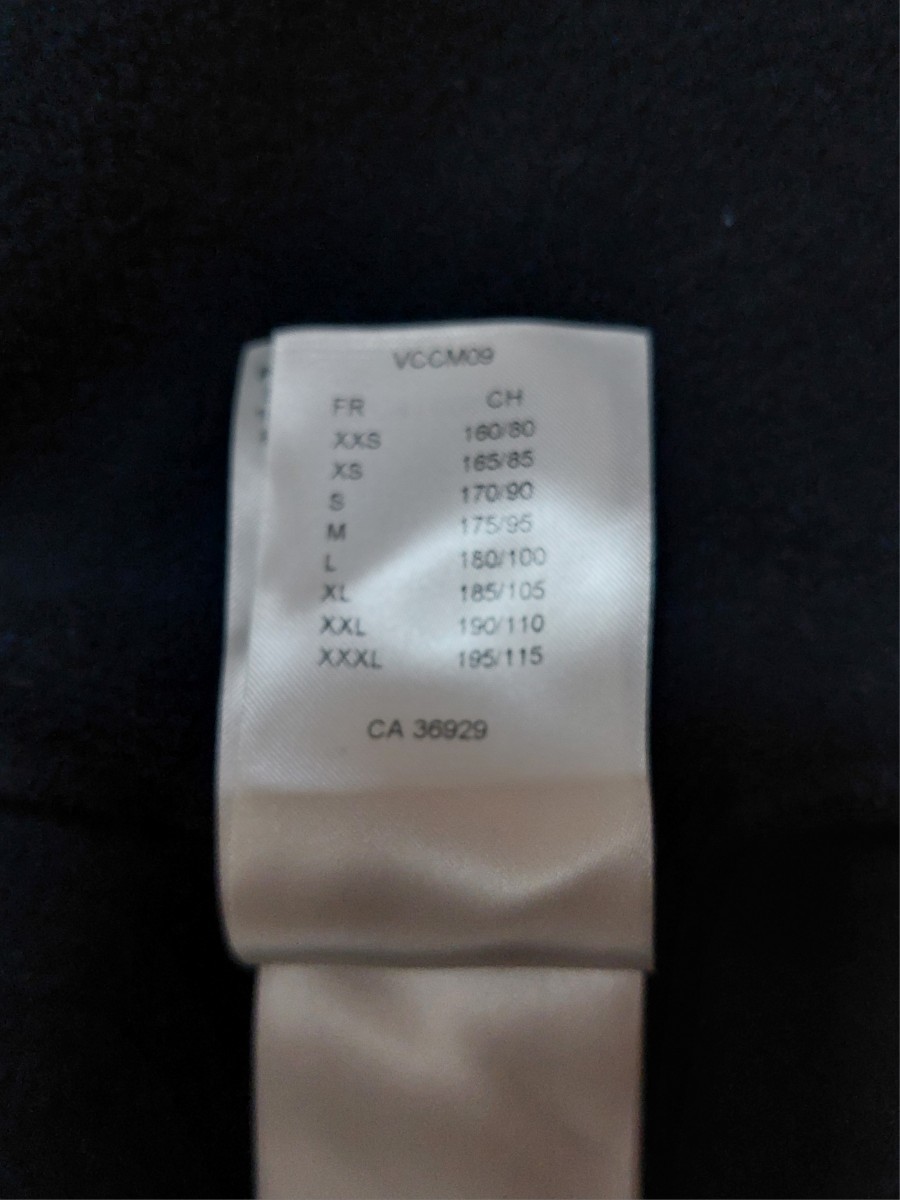 VCCM09
FR CH
XXS 160/80
XS 165/85
S 170/90
M 175/95
L 180/100
XL 185/105
XXL 190/110
XXXL 195/115
CA 36929